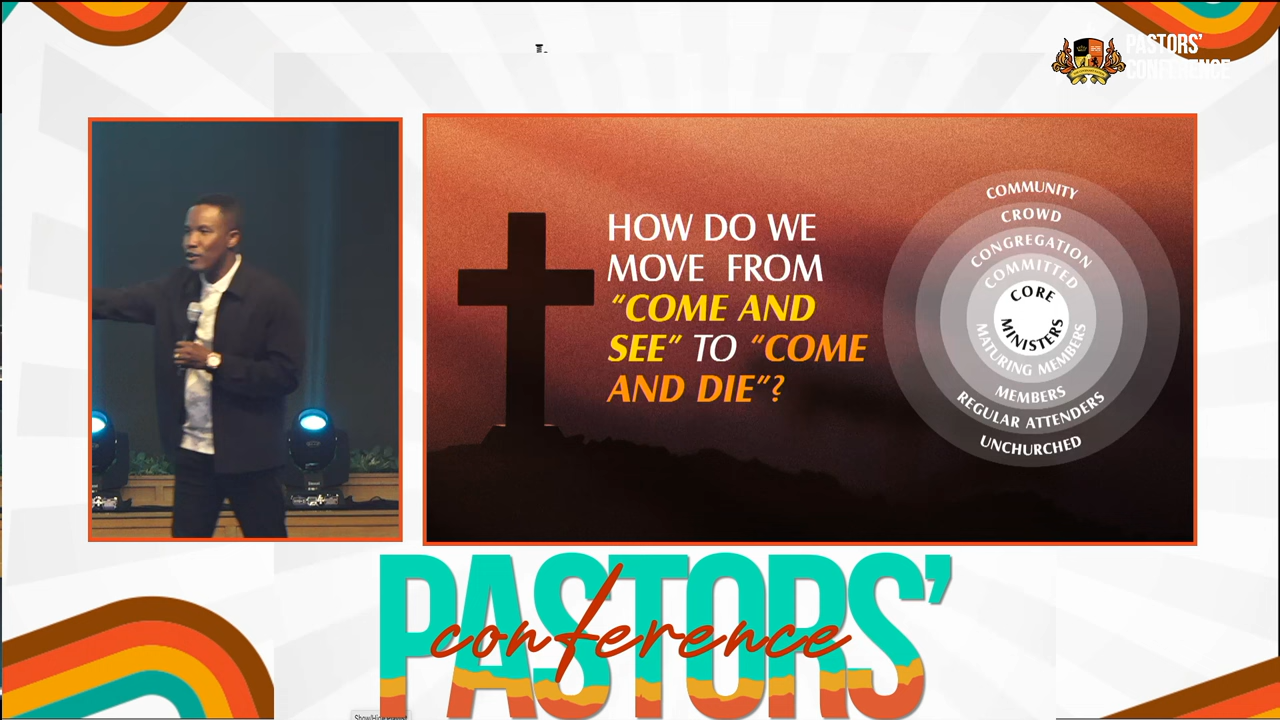 PASTORS'
CONFERENCE
HOW DO WE
MOVE FROM
“COME AND
SEE” TO “COME
AND DIE”?
COMMUNITY
CROWD
CONGREGATION
COMMITTED
CORE
MINISTERS
MATURING MEMBERS
MEMBERS
REGULAR ATTENDERS
UNCHURCHED
PASTORS'
conference